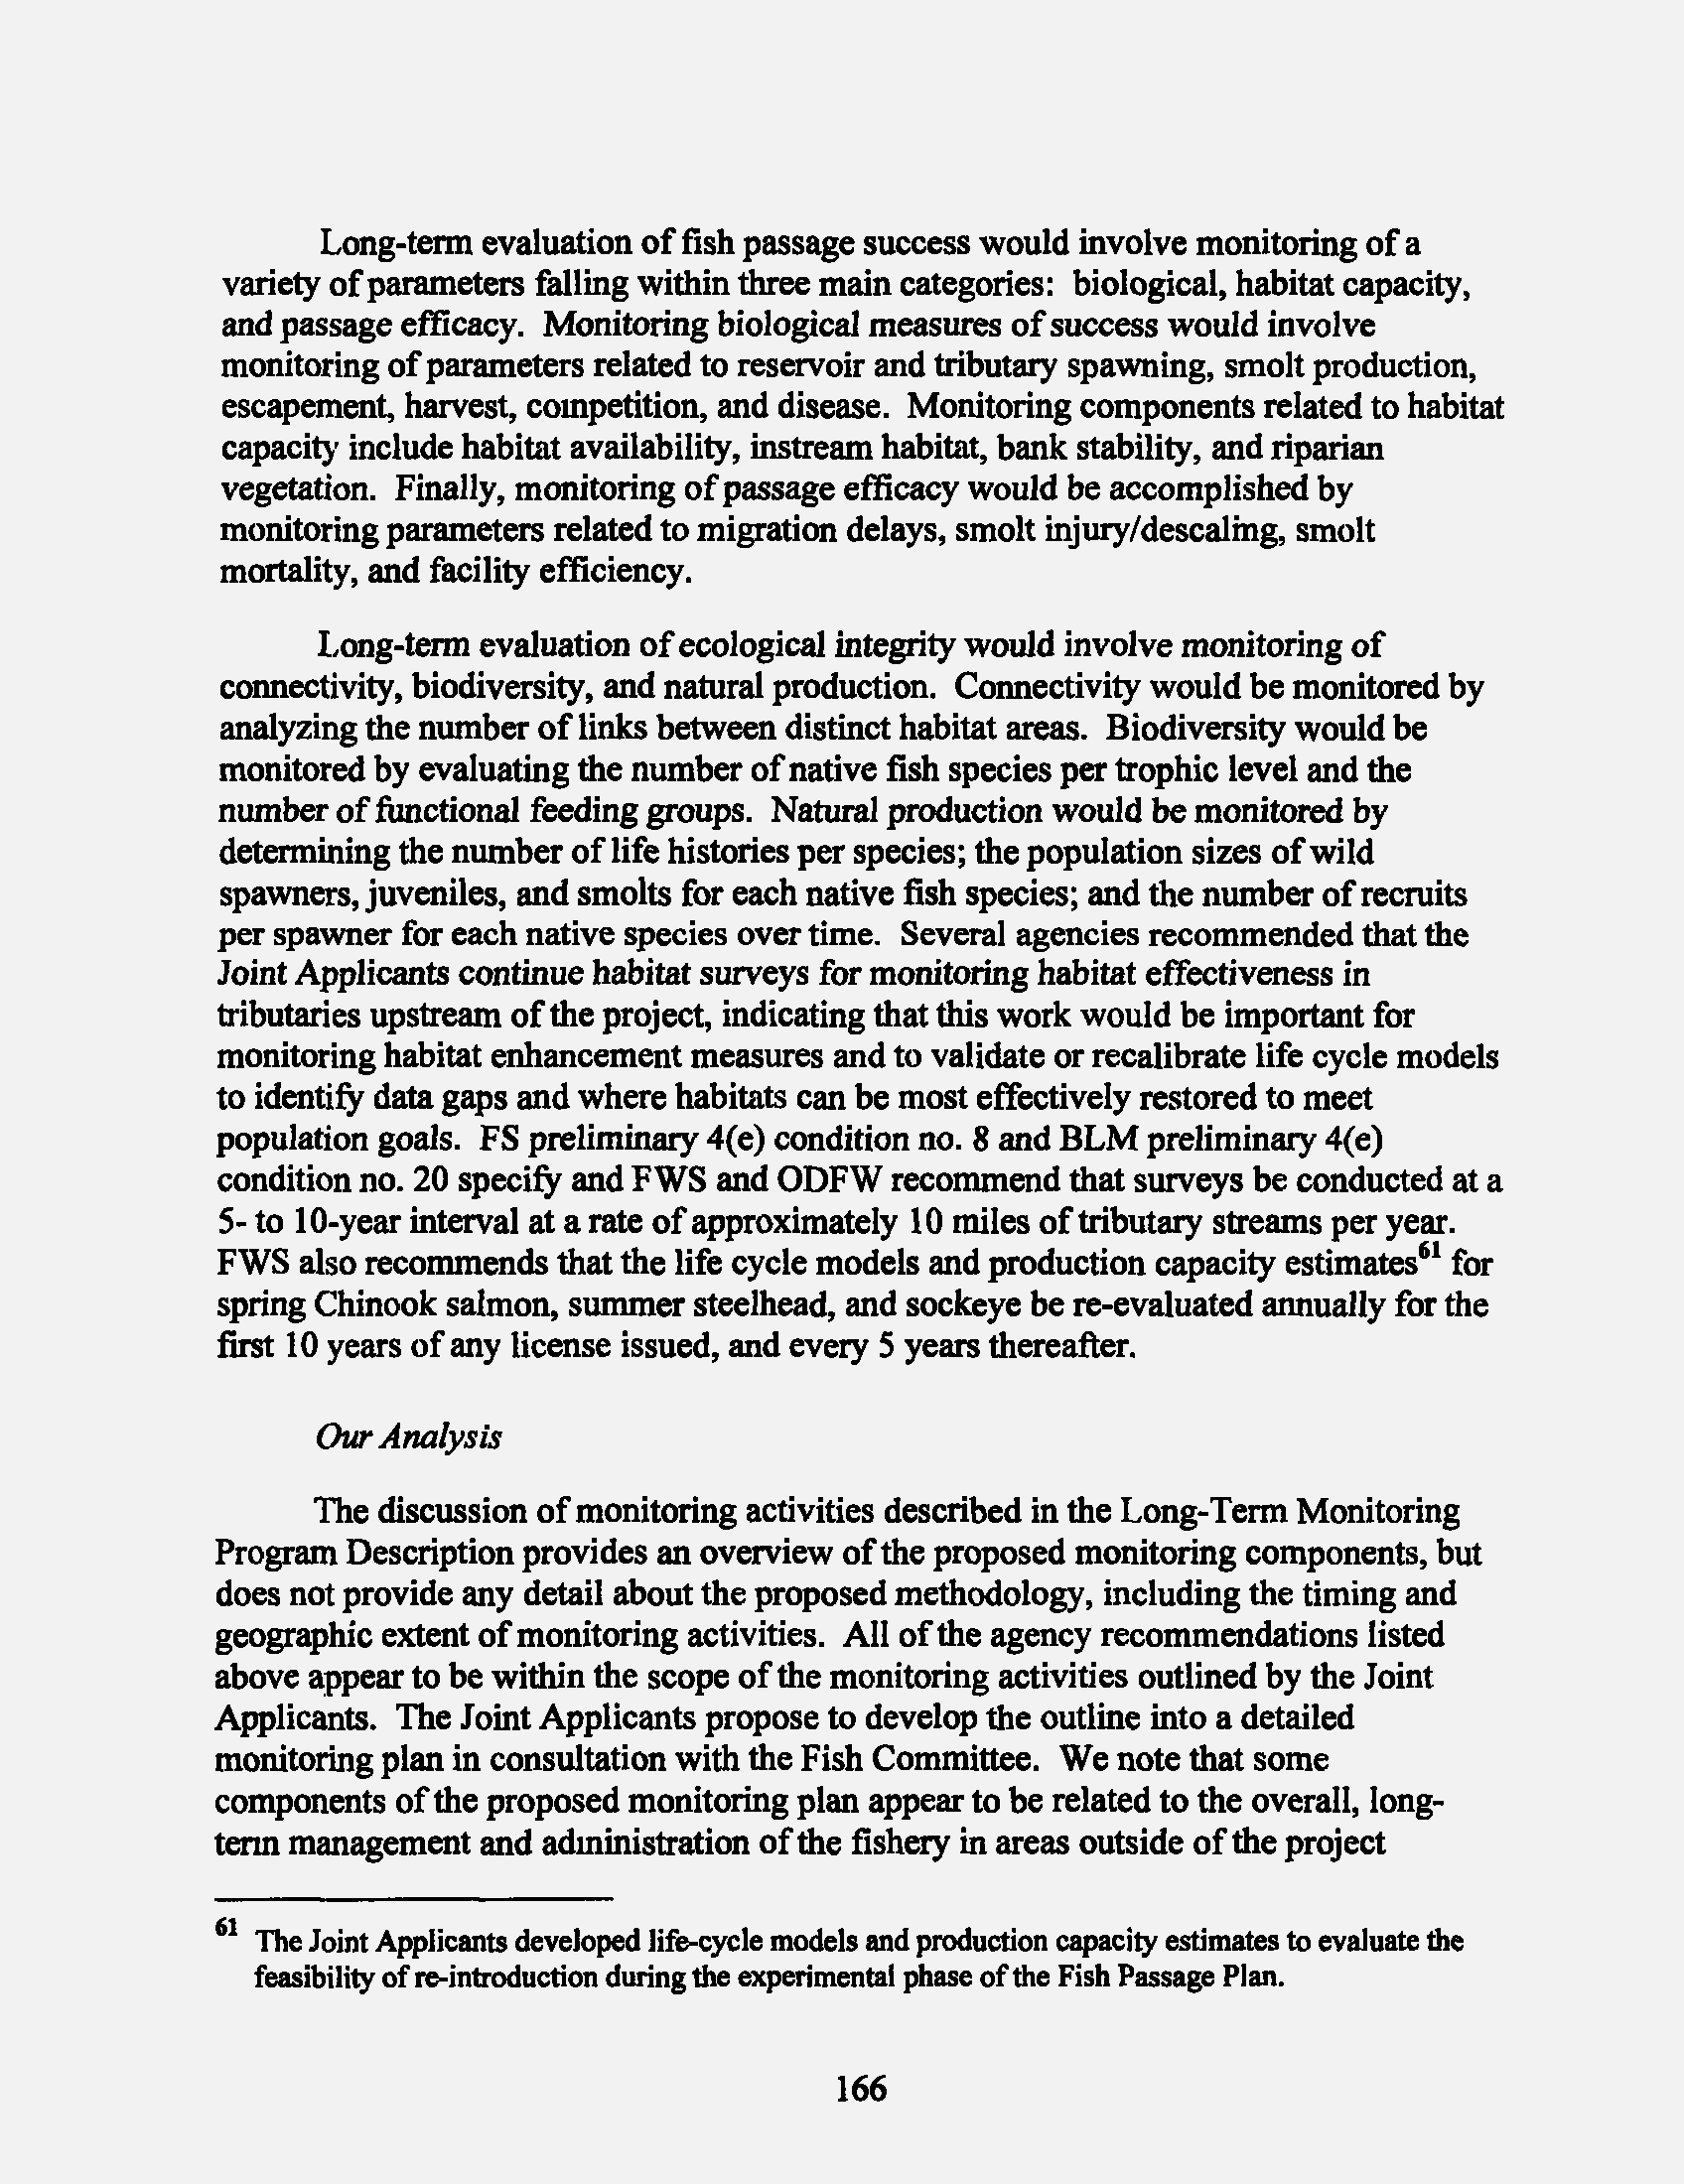 Long-term evaluation of fish passage success would involve monitoring of a
variety of parameters falling within three main categories: biological, habitat capacity,
and passage efficacy. Monitoring biological measures of success would involve
monitoring of parameters related to reservoir and tributary spawning, smolt production,
escapement, harvest, competition, and disease. Monitoring components related to habitat
capacity include habitat availability, instream habitat, bank stability, and riparian
vegetation. Finally, monitoring of passage efficacy would be accomplished by
monitoring parameters related to migration delays, smolt injury/descaling, smolt
mortality, and facility efficiency.
Long-term evaluation of ecological integrity would involve monitoring of
connectivity, biodiversity, and natural production. Connectivity would be monitored by
analyzing the number of links between distinct habitat areas. Biodiversity would be
monitored by evaluating the number of native fish species per trophic level and the
number of functional feeding groups. Natural production would be monitored by
determining the number of life histories per species; the population sizes of wild
spawners, juveniles, and smolts for each native fish species; and the number of recruits
per spawner for each native species over time. Several agencies recommended that the
Joint Applicants continue habitat surveys for monitoring habitat effectiveness in
tributaries upstream of the project, indicating that this work would be important for
monitoring habitat enhancement measures and to validate or recalibrate life cycle models
to identify data gaps and where habitats can be most effectively restored to meet
population goals. FS preliminary 4(e) condition no. 8 and BLM preliminary 4(e)
condition no. 20 specify and FWS and ODFW recommend that surveys be conducted at a
5- to 10-year interval at a rate of approximately 10 miles of tributary streams per year.
FWS also recommends that the life cycle models and production capacity estimates61 for
spring Chinook salmon, summer steelhead, and sockeye be re-evaluated annually for the
first 10 years of any license issued, and every 5 years thereafter.
Our Analysis
The discussion of monitoring activities described in the Long-Term Monitoring
Program Description provides an overview of the proposed monitoring components, but
does not provide any detail about the proposed methodology, including the timing and
geographic extent of monitoring activities. All of the agency recommendations listed
above appear to be within the scope of the monitoring activities outlined by the Joint
Applicants. The Joint Applicants propose to develop the outline into a detailed
monitoring plan in consultation with the Fish Committee. We note that some
components of the proposed monitoring plan appear to be related to the overall, long-
term management and administration of the fishery in areas outside of the project
61 The Joint Applicants developed life-cycle models and production capacity estimates to evaluate the
feasibility of re-introduction during the experimental phase of the Fish Passage Plan.
166